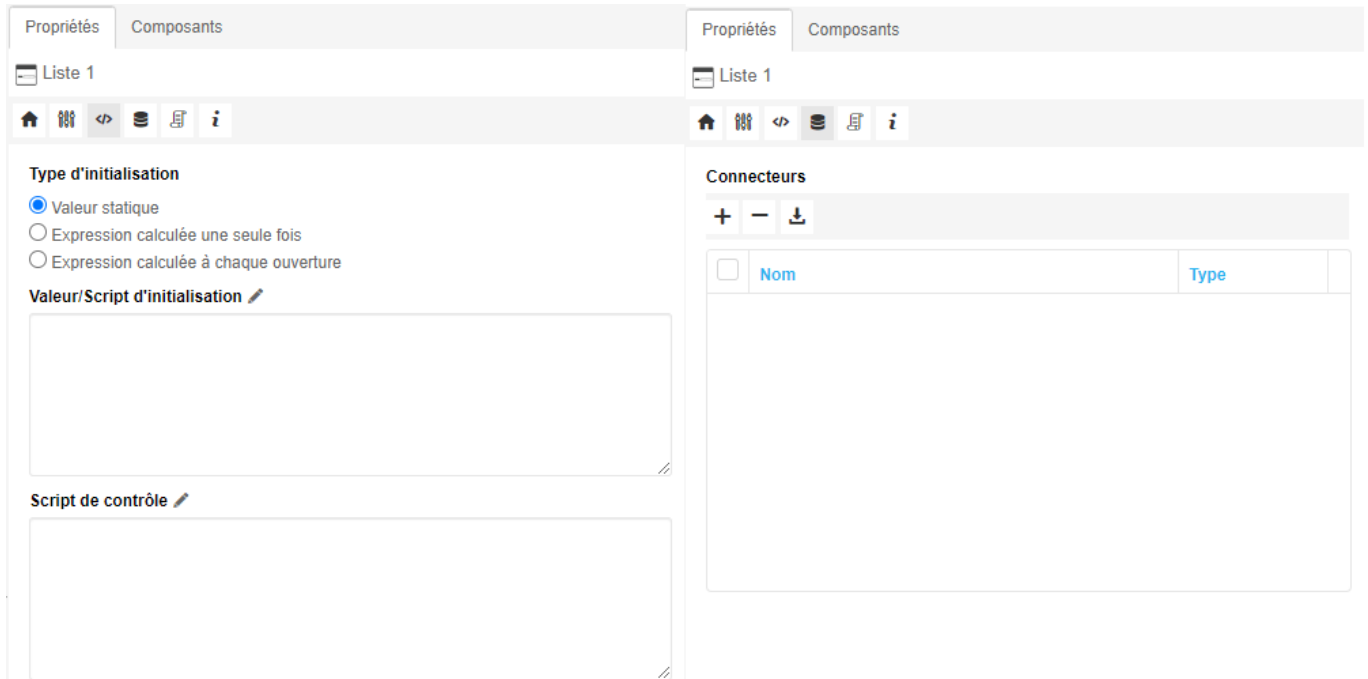 Propriétés Composants
Liste 1
</> i
Type d'initialisation
Valeur statique
Expression calculée une seule fois
Expression calculée à chaque ouverture
Valeur/Script d'initialisation
Script de contrôle
Propriétés Composants
Liste 1
</> i
Connecteurs
Nom Type